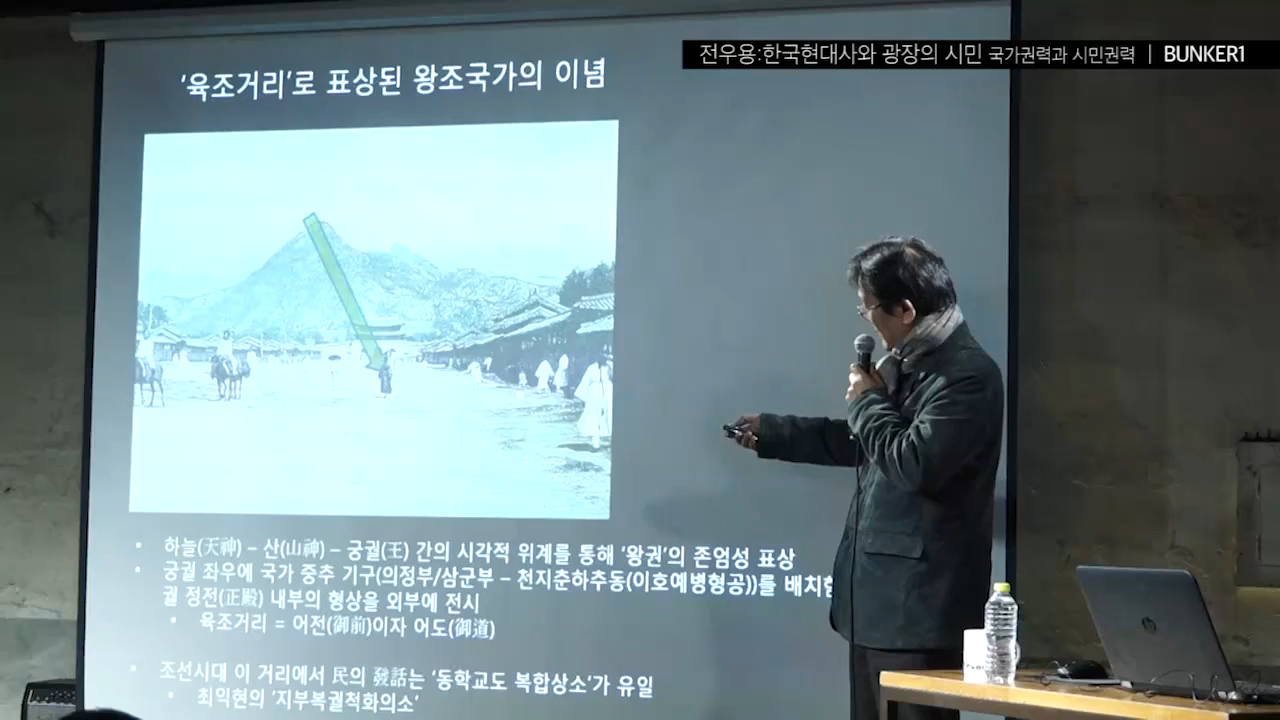 전우용:한국현대사와 광장의 시민 국가권력과 시민권력 | BUNKER1
'육조거리'로 표상된 왕조국가의 이념
• 하늘(天神) – 산(山神) – 궁궐(王) 간의 시각적 위계를 통해 '왕권'의 존엄성 표상
• 궁궐 좌우에 국가 중추 기구(의정부/삼군부 – 천지춘하추동(이호예병형공))를 배치함
궐 정전(正殿) 내부의 형상을 외부에 전시
• 육조거리 = 어전(御前)이자 어도(御道)
• 조선시대 이 거리에서 民의 發話는 '동학교도 복합상소'가 유일
• 최익현의 '지부복궐척화의소'
hp